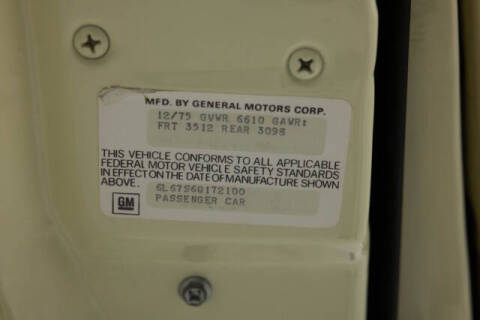 MFD. BY GENERAL MOTORS CORP.
12/75 GVWR 6610 GAWR:
FRT 3512 REAR 3098
THIS VEHICLE CONFORMS TO ALL APPLICABLE
FEDERAL MOTOR VEHICLE SAFETY STANDARDS
IN EFFECT ON THE DATE OF MANUFACTURE SHOWN
ABOVE.
6L67S6Q172100
PASSENGER CAR
GM